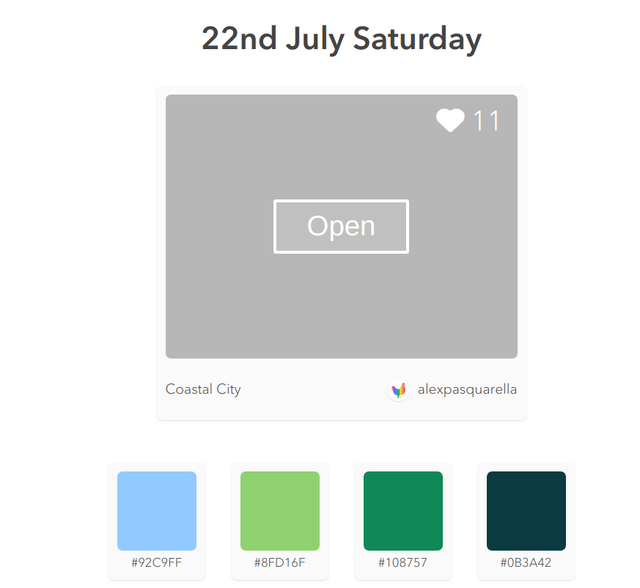 22nd July Saturday
11
Open
Coastal City
alexpasquarella
#92C9FF
#8FD16F
#108757
#0B3A42